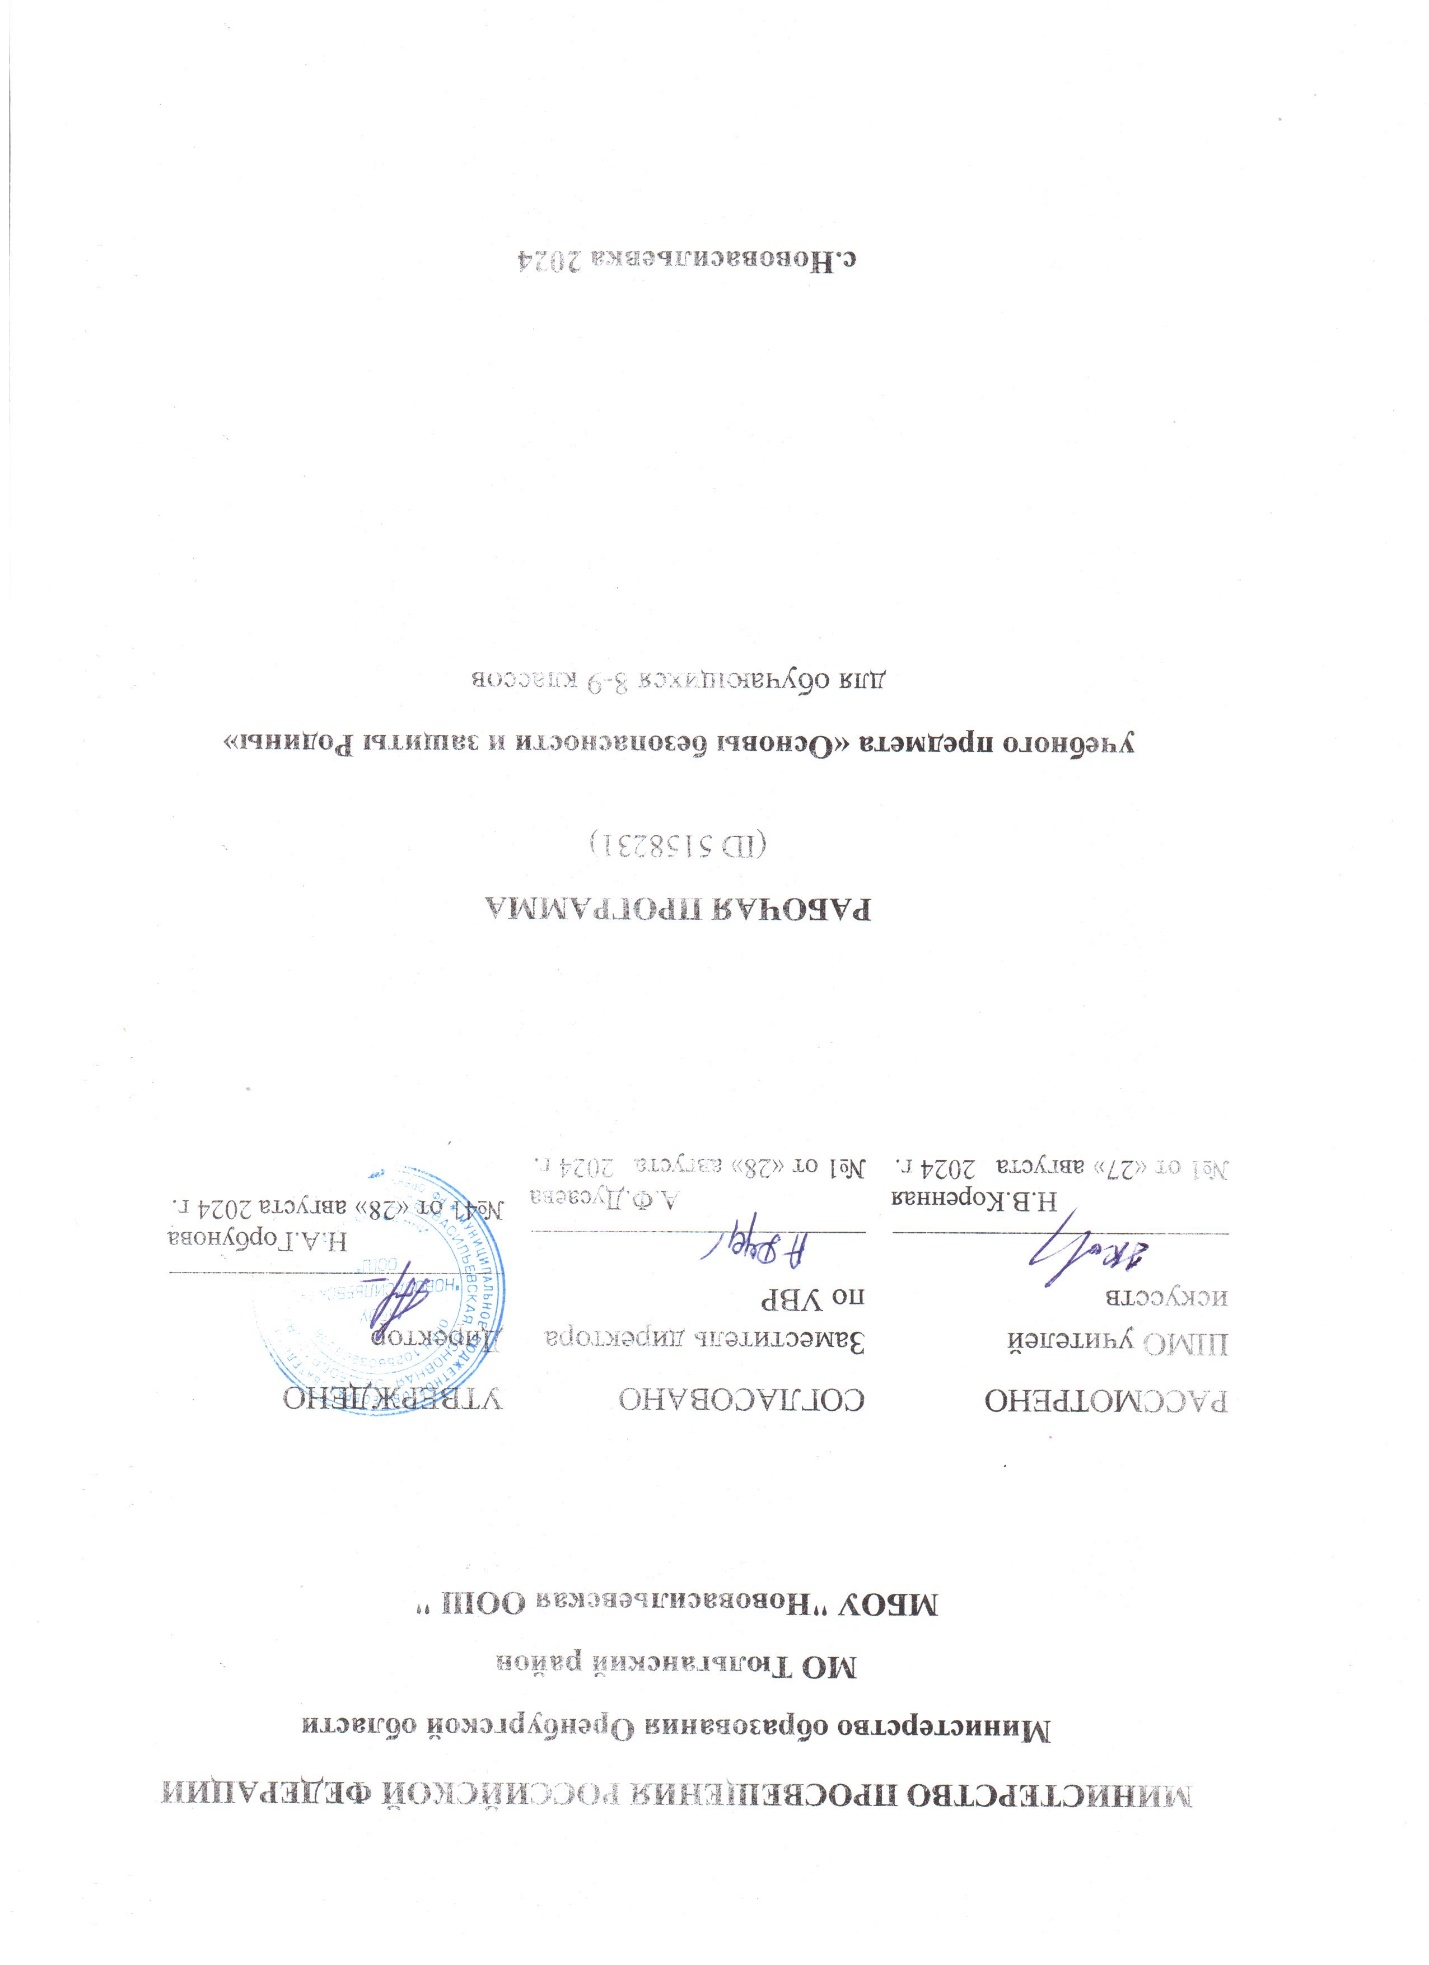 МИНИСТЕРСТВО ПРОСВЕЩЕНИЯ РОССИЙСКОЙ ФЕДЕРАЦИИ
Министерство образования Оренбургской области
МО Тюльганский район
МБОУ "Нововасильевская ООШ "
РАССМОТРЕНО
ШМО учителей
искусств
Н.В.Коренная
№1 от «27» августа 2024 г.
СОГЛАСОВАНО
Заместитель директора
по УВР
А.Ф.Дусаева
№1 от «28» августа 2024 г.
УТВЕРЖДЕНО
Директор
Н.А.Горбунова
№41 от «28» августа 2024 г.
РАБОЧАЯ ПРОГРАММА
(ID 5158231)
учебного предмета «Основы безопасности и защиты Родины»
для обучающихся 8-9 классов
с.Нововасильевка 2024